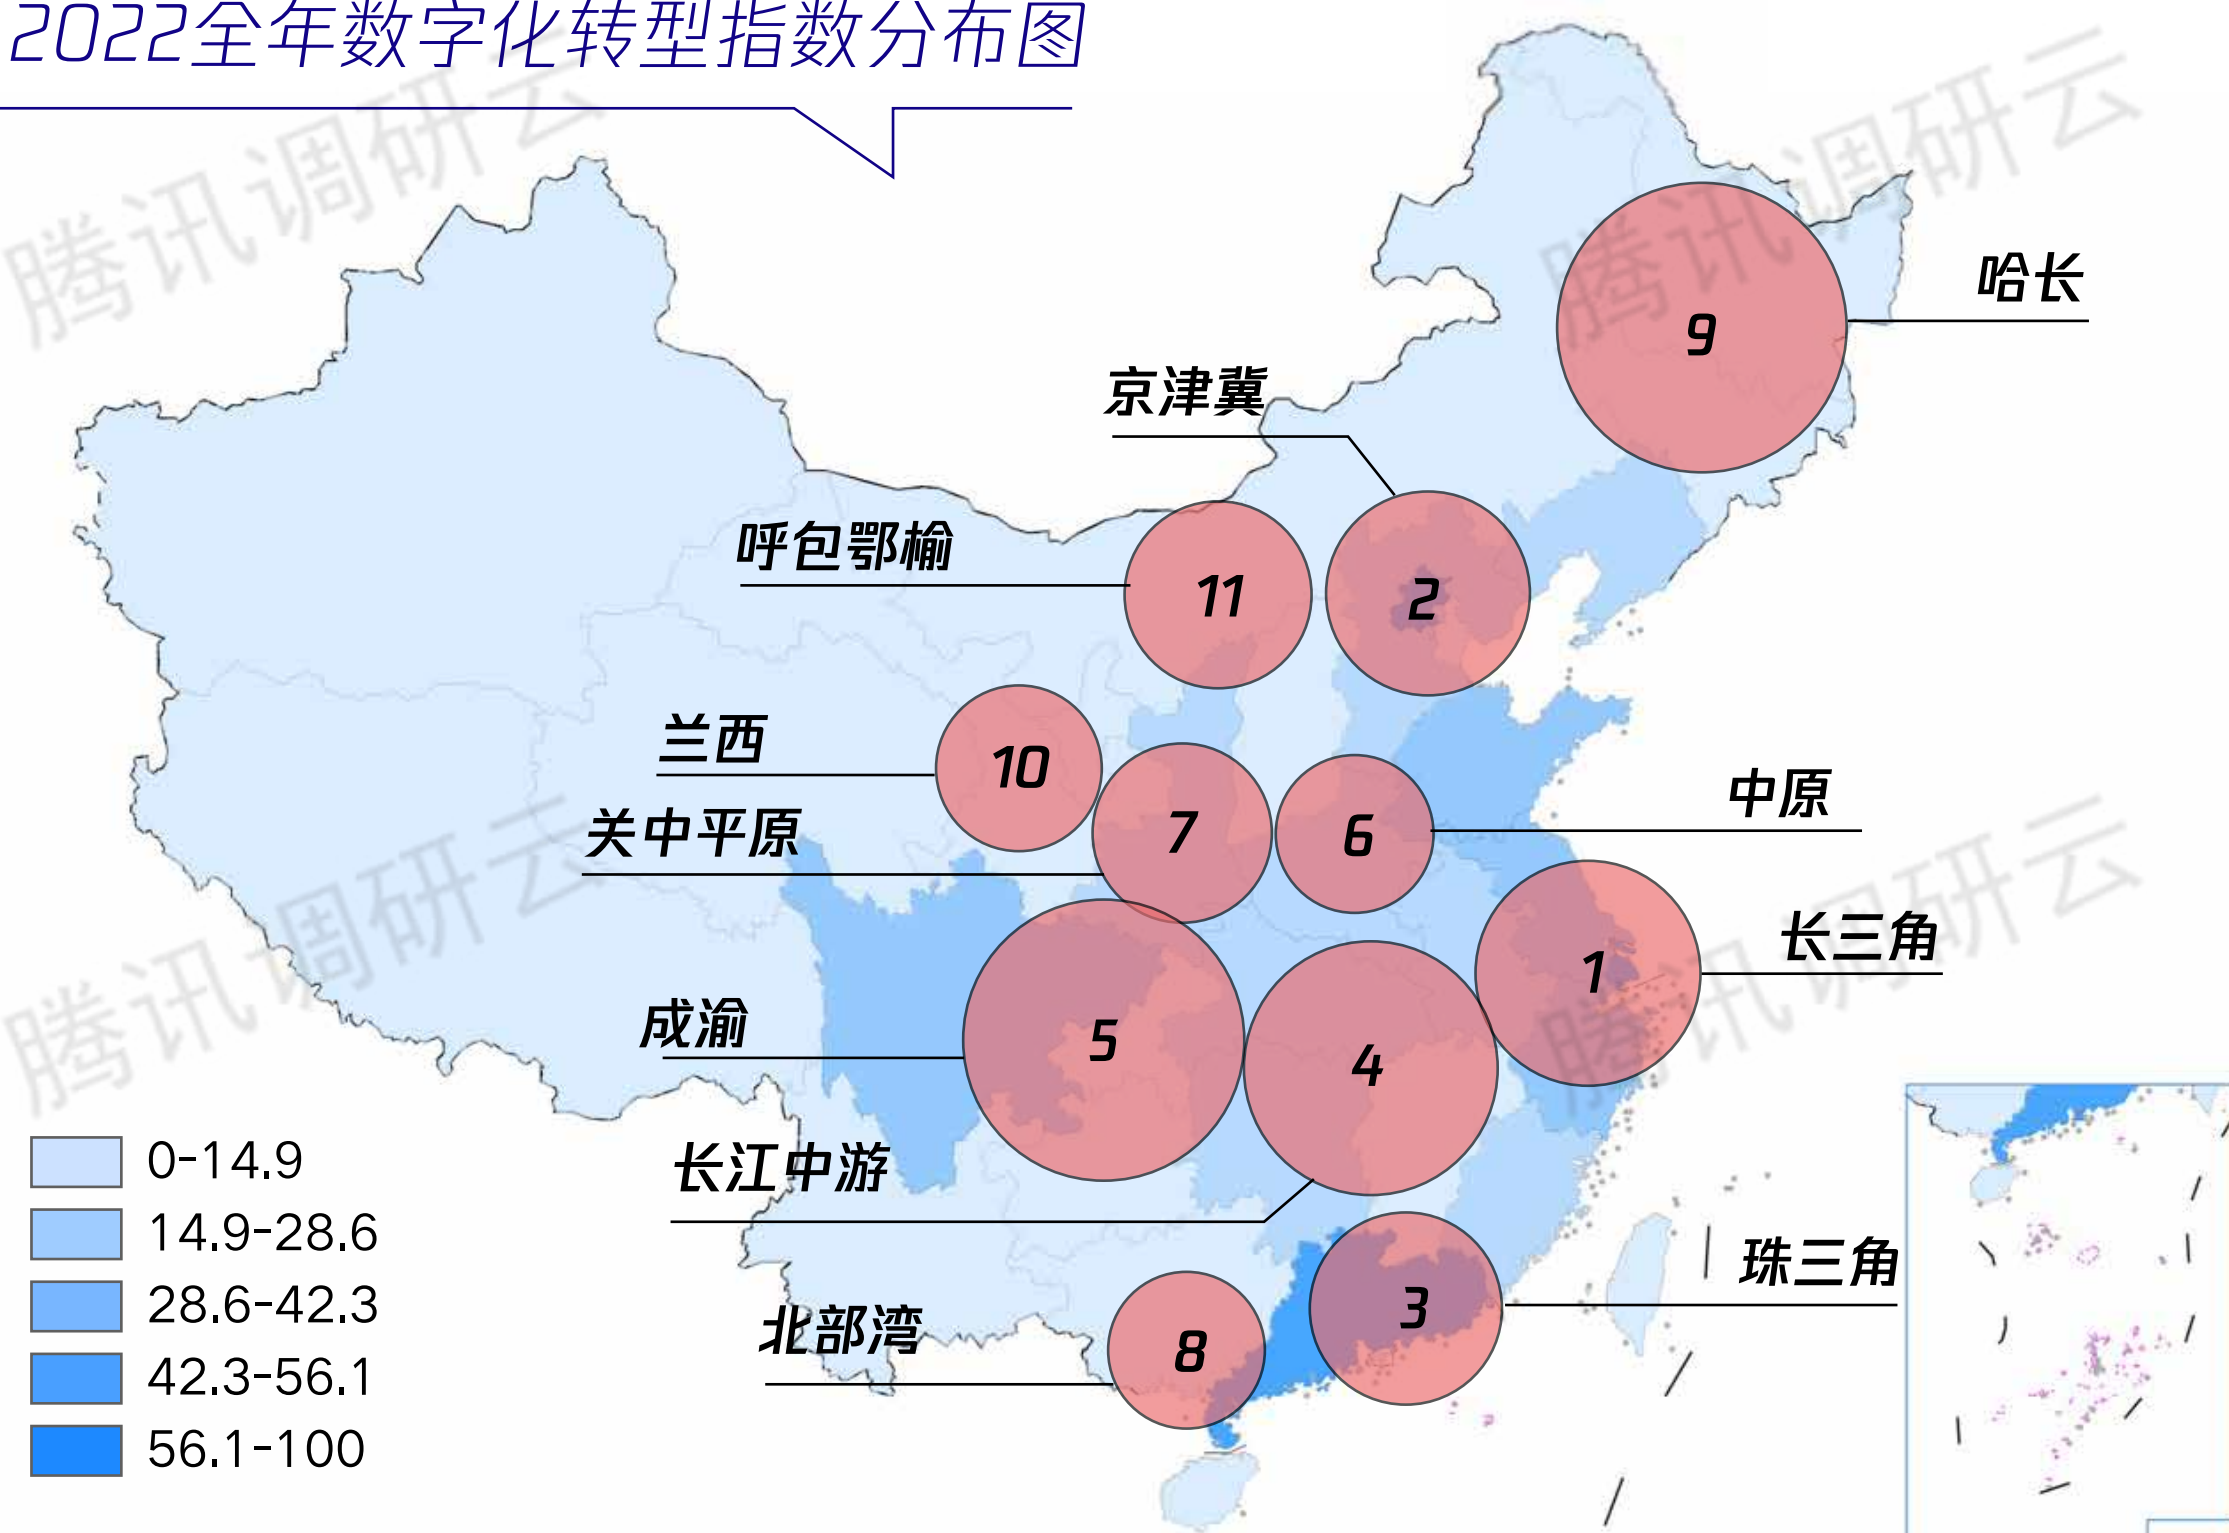 2022全年数字化转型指数分布图
腾讯调研云
腾讯调研云
哈长
9
京津冀
呼包鄂榆
11
2
兰西
10
关中平原
7
6
中原
腾讯调研云
腾讯调研云
长三角
1
成渝
5
4
长江中游
珠三角
3
北部湾
8
0-14.9
14.9-28.6
28.6-42.3
42.3-56.1
56.1-100